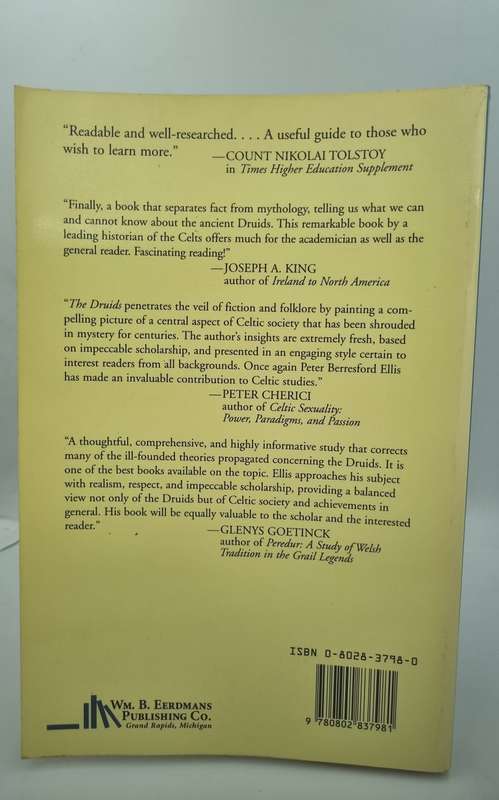 “Readable and well-researched. . . . A useful guide to those who
wish to learn more.”
—COUNT NIKOLAI TOLSTOY
in Times Higher Education Supplement
“Finally, a book that separates fact from mythology, telling us what we can
and cannot know about the ancient Druids. This remarkable book by a
leading historian of the Celts offers much for the academician as well as the
general reader. Fascinating reading!”
—JOSEPH A. KING
author of Ireland to North America
“The Druids penetrates the veil of fiction and folklore by painting a com-
pelling picture of a central aspect of Celtic society that has been shrouded
in mystery for centuries. The author’s insights are extremely fresh, based
on impeccable scholarship, and presented in an engaging style certain to
interest readers from all backgrounds. Once again Peter Berresford Ellis
has made an invaluable contribution to Celtic studies.”
—PETER CHERICI
author of Celtic Sexuality:
Power, Paradigms, and Passion
“A thoughtful, comprehensive, and highly informative study that corrects
many of the ill-founded theories propagated concerning the Druids. It is
one of the best books available on the topic. Ellis approaches his subject
with realism, respect, and impeccable scholarship, providing a balanced
view not only of the Druids but of Celtic society and achievements in
general. His book will be equally valuable to the scholar and the interested
reader.”
—GLENYS GOETINCK
author of Peredur: A Study of Welsh
Tradition in the Grail Legends
ISBN 0-8028-3798-0
9 780802 837981
WM. B. EERDMANS
PUBLISHING CO.
Grand Rapids, Michigan